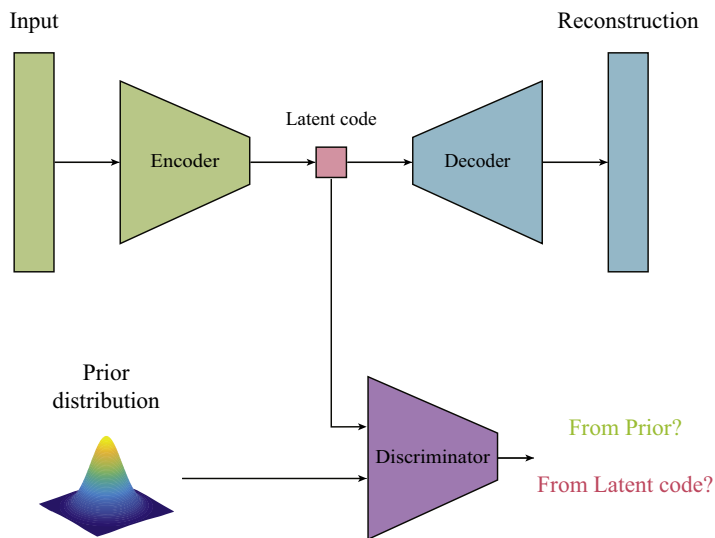 Input
Reconstruction
Latent code
Encoder
Decoder
Prior
distribution
Discriminator
From Prior?
From Latent code?